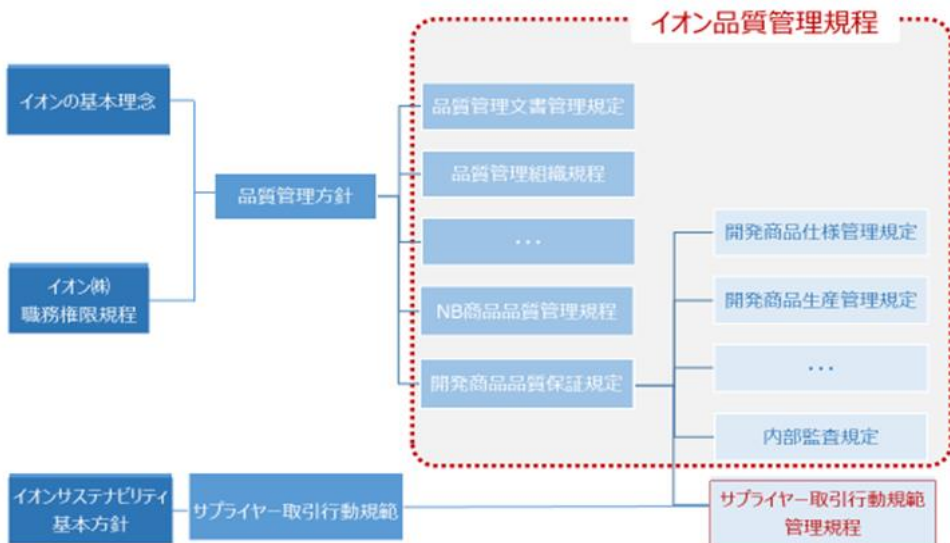 イオン品質管理規程
イオンの基本理念
品質管理文書管理規定
品質管理組織規程
品質管理方針
・・・
開発商品仕様管理規定
イオン㈱
職務権限規程
NB商品品質管理規程
開発商品生産管理規定
開発商品品質保証規定
・・・
内部監査規定
イオンサステナビリティ
基本方針
サプライヤー取引行動規範
サプライヤー取引行動規範
管理規程